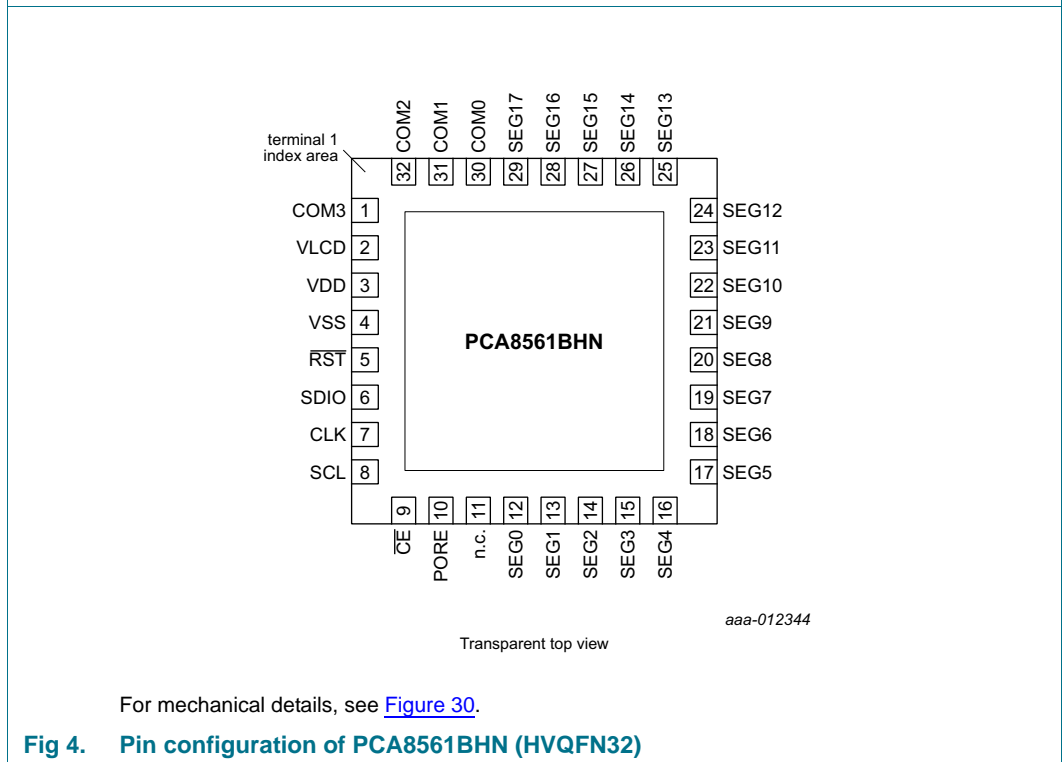 COM2
COM1
COM0
SEG17
SEG16
SEG15
SEG14
SEG13
terminal 1
index area
32
31
30
29
28
27
26
25
COM3 1
VLCD 2
VDD 3
VSS 4
RST 5
SDIO 6
CLK 7
SCL 8
PCA8561BHN
24 SEG12
23 SEG11
22 SEG10
21 SEG9
20 SEG8
19 SEG7
18 SEG6
17 SEG5
9
10
11
12
13
14
15
16
CE
PORE
n.c.
SEG0
SEG1
SEG2
SEG3
SEG4
aaa-012344
Transparent top view
For mechanical details, see Figure 30.
Fig 4. Pin configuration of PCA8561BHN (HVQFN32)